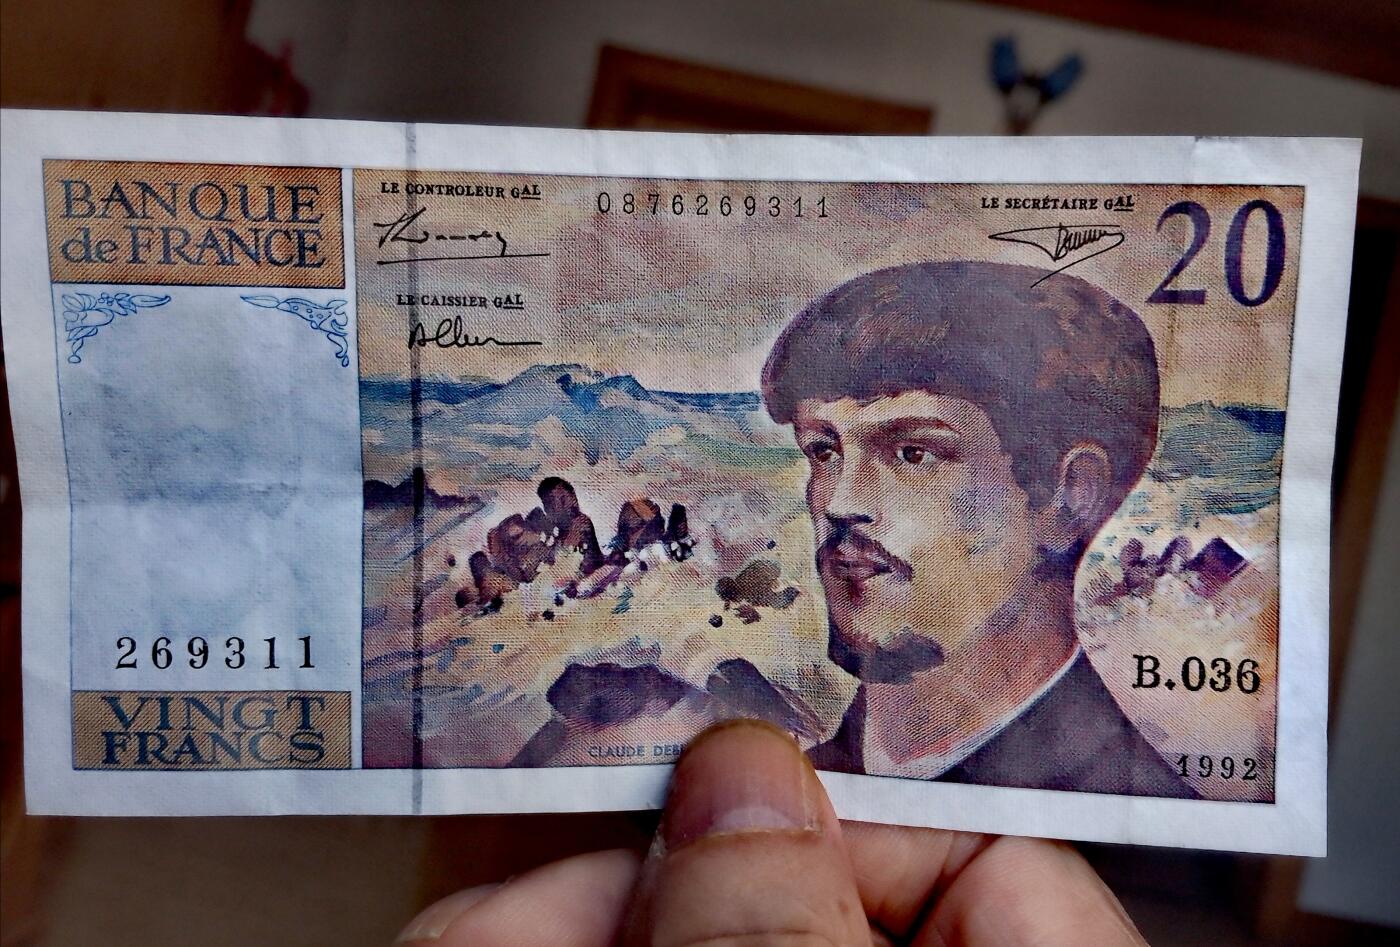 BANQUE
de FRANCE
LE CONTROLEUR GAL
0876269311
LE SECRÉTAIRE GAL
20
LE CAISSIER GAL
269311
B.036
VINGT
FRANCS
CLAUDE
1992